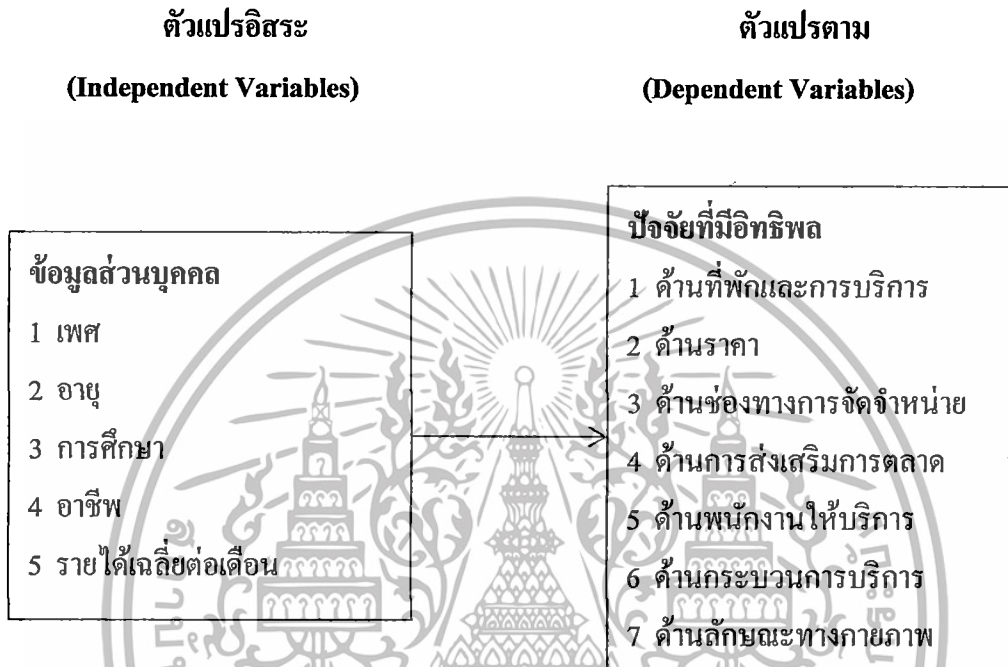 ตัวแปรอิสระ
(Independent Variables)
ตัวแปรตาม
(Dependent Variables)
ข้อมูลส่วนบุคคล
1 เพศ
2 อายุ
3 การศึกษา
4 อาชีพ
5 รายได้เฉลี่ยต่อเดือน
ปัจจัยที่มีอิทธิพล
1 ด้านที่พักและการบริการ
2 ด้านราคา
3 ด้านช่องทางการจัดจำหน่าย
4 ด้านการส่งเสริมการตลาด
5 ด้านพนักงานให้บริการ
6 ด้านกระบวนการบริการ
7 ด้านลักษณะทางกายภาพ